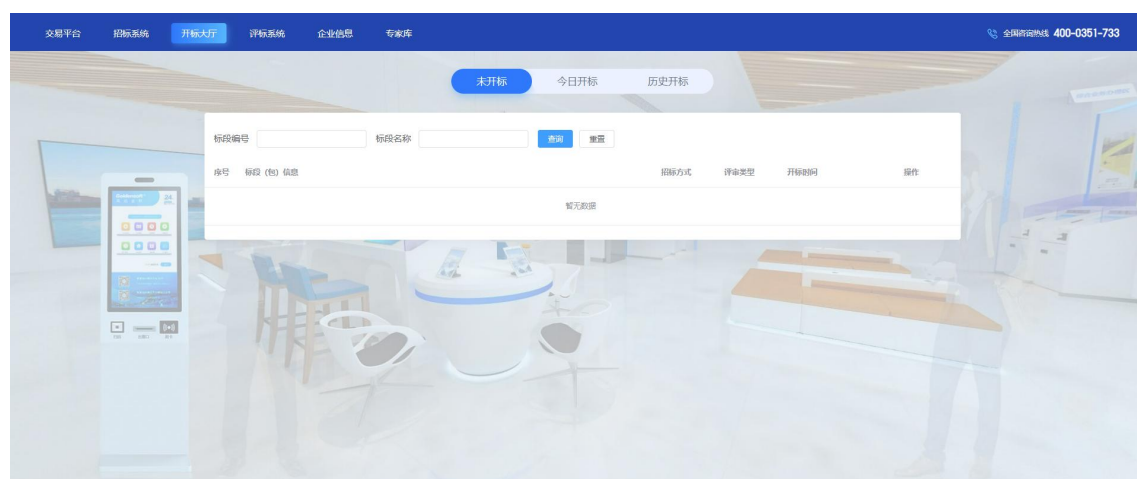 交易平台 招标系统 开标大厅 评标系统 企业信息 专家库 全国咨询热线 400-0351-733
未开标 今日开标 历史开标
标段编号 标段名称 查询 重置
序号 标段（包）信息 招标方式 评审类型 开标时间 操作
暂无数据